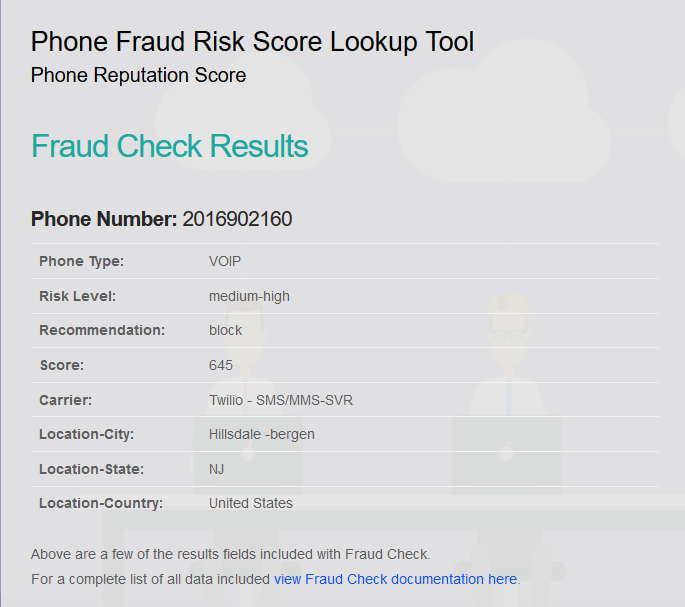 Phone Fraud Risk Score Lookup Tool
Phone Reputation Score
Fraud Check Results
Phone Number: 2016902160
Phone Type: VOIP
Risk Level: medium-high
Recommendation: block
Score: 645
Carrier: Twilio - SMS/MMS-SVR
Location-City: Hillsdale -bergen
Location-State: NJ
Location-Country: United States
Above are a few of the results fields included with Fraud Check.
For a complete list of all data included view Fraud Check documentation here.